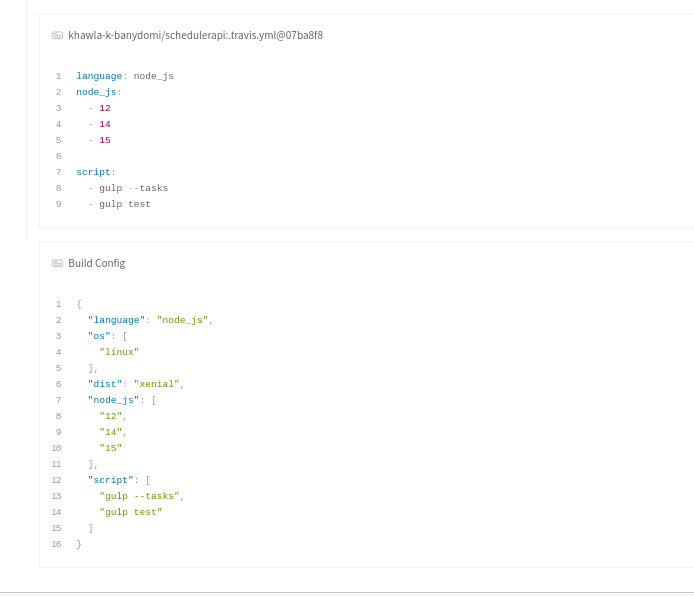 khawla-k-banydomi/schedulerapi:.travis.yml@07ba8f8
1 language: node_js
2 node_js:
3   - 12
4   - 14
5   - 15
6
7 script:
8   - gulp --tasks
9   - gulp test
Build Config
1 {
2   "language": "node_js",
3   "os": [
4     "linux"
5   ],
6   "dist": "xenial",
7   "node_js": [
8     "12",
9     "14",
10     "15"
11   ],
12   "script": [
13     "gulp --tasks",
14     "gulp test"
15   ]
16 }